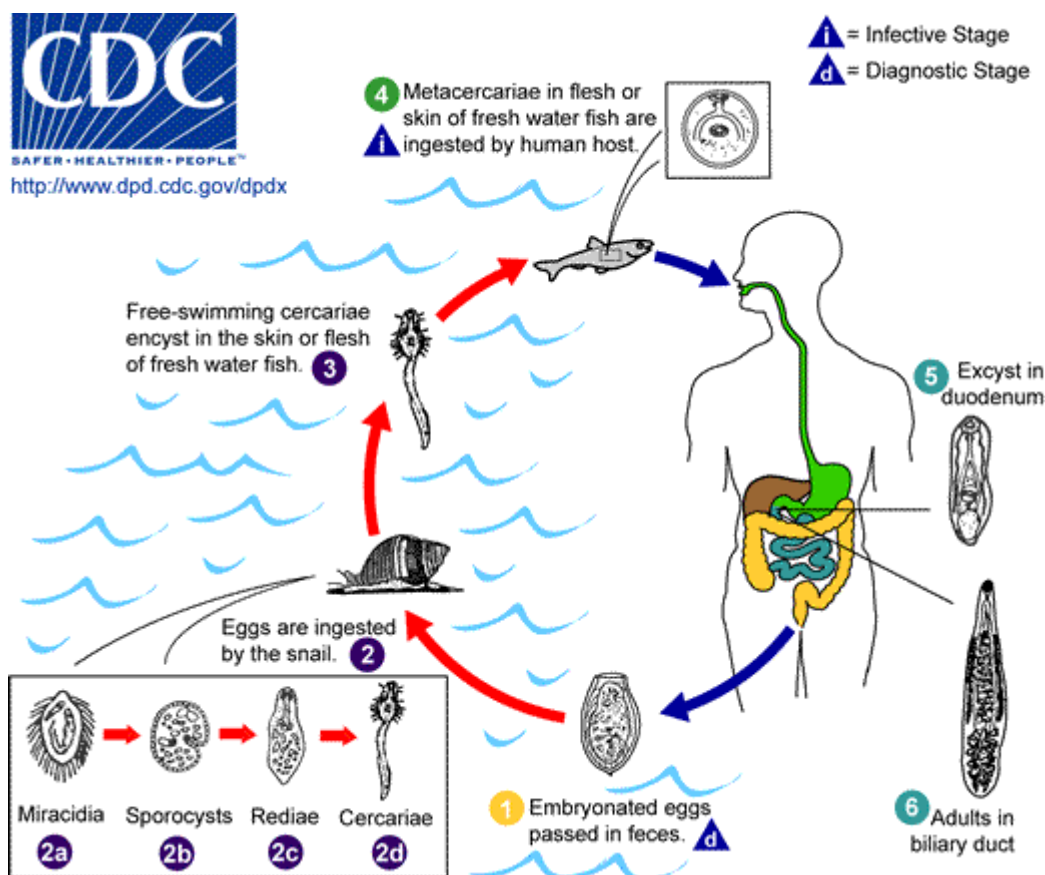 CDC
SAFER•HEALTHIER•PEOPLE™
http://www.dpd.cdc.gov/dpdx
i = Infective Stage
d = Diagnostic Stage
4 Metacercariae in flesh or
skin of fresh water fish are
i ingested by human host.
Free-swimming cercariae
encyst in the skin or flesh
of fresh water fish. 3
5 Excyst in
duodenum
Eggs are ingested
by the snail. 2
Miracidia
2a
Sporocysts
2b
Rediae
2c
Cercariae
2d
1 Embryonated eggs
passed in feces. d
6 Adults in
biliary duct